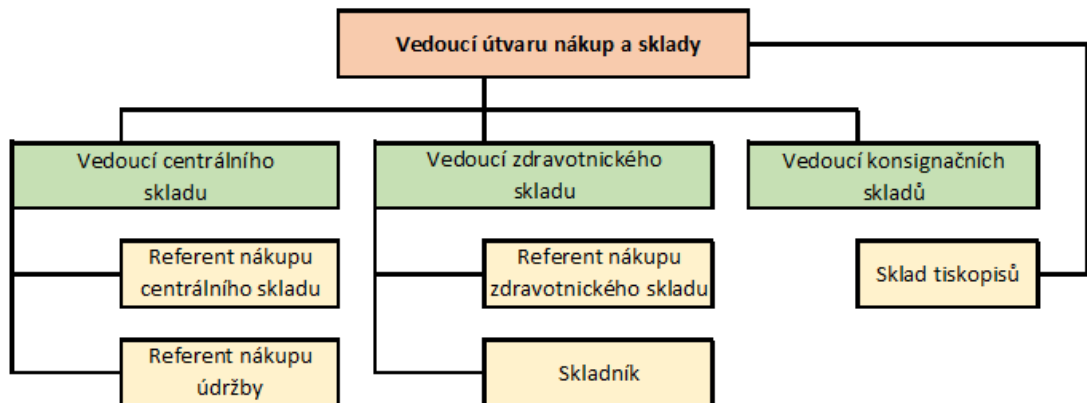 Vedoucí útvaru nákup a sklady
Vedoucí centrálního
skladu
Vedoucí zdravotnického
skladu
Vedoucí konsignačních
skladů
Referent nákupu
centrálního skladu
Referent nákupu
zdravotnického skladu
Sklad tiskopisů
Referent nákupu
údržby
Skladník